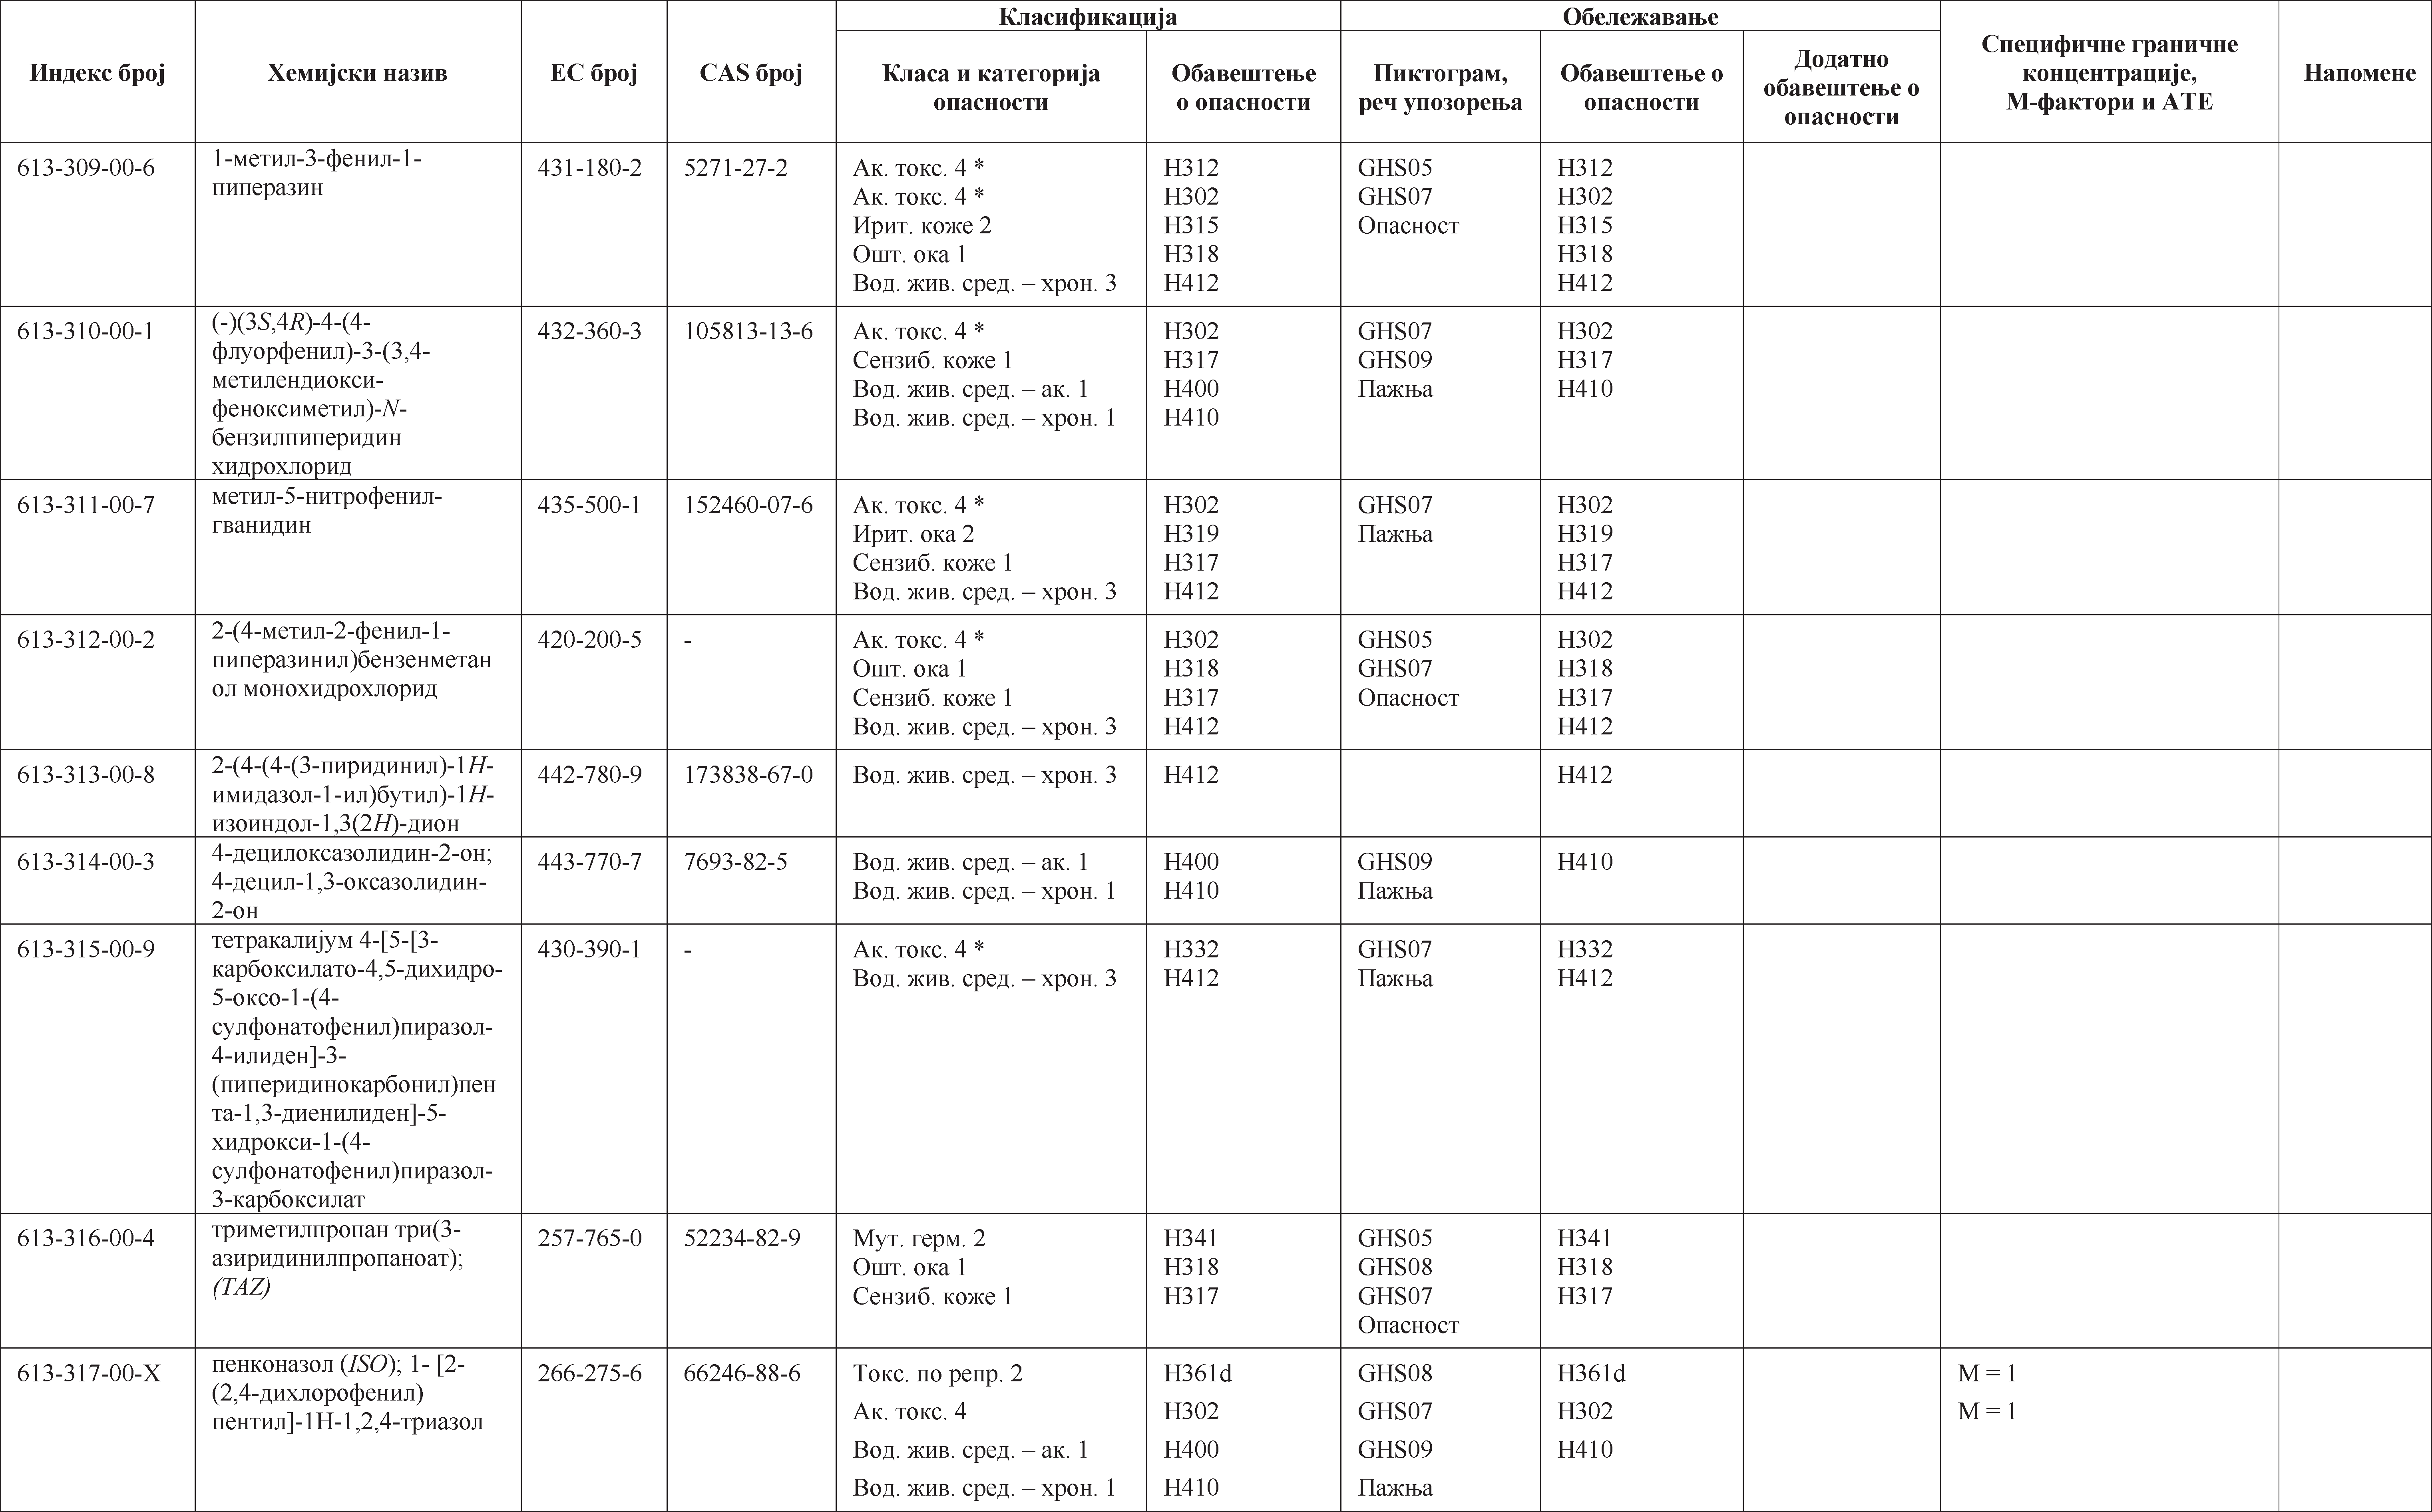 Индекс број
Хемијски назив
ЕС број
CAS број
Класификација
Обележавање
Класа и категорија
опасности
Обавештење
о опасности
Пиктограм,
реч упозорења
Обавештење о
опасности
Додатно
обавештење о
опасности
Специфичне граничне
концентрације,
М-фактори и АТЕ
Напомене
613-309-00-6
1-метил-3-фенил-1-
пиперазин
431-180-2
5271-27-2
Ак. токс. 4 *
Ак. токс. 4 *
Ирит. коже 2
Ошт. ока 1
Вод. жив. сред. – хрон. 3
H312
H302
H315
H318
H412
GHS05
GHS07
Опасност
H312
H302
H315
H318
H412
613-310-00-1
(-)(3S,4R)-4-(4-
флуорфенил)-3-(3,4-
метилендиокси-
феноксиметил)-N-
бензилпиперидин
хидрохлорид
432-360-3
105813-13-6
Ак. токс. 4 *
Сензиб. коже 1
Вод. жив. сред. – ак. 1
Вод. жив. сред. – хрон. 1
H302
H317
H400
H410
GHS07
GHS09
Пажња
H302
H317
H410
613-311-00-7
метил-5-нитрофенил-
гванидин
435-500-1
152460-07-6
Ак. токс. 4 *
Ирит. ока 2
Сензиб. коже 1
Вод. жив. сред. – хрон. 3
H302
H319
H317
H412
GHS07
Пажња
H302
H319
H317
H412
613-312-00-2
2-(4-метил-2-фенил-1-
пиперазинил)бензенметан
ол монохидрохлорид
420-200-5
-
Ак. токс. 4 *
Ошт. ока 1
Сензиб. коже 1
Вод. жив. сред. – хрон. 3
H302
H318
H317
H412
GHS05
GHS07
Опасност
H302
H318
H317
H412
613-313-00-8
2-(4-(4-(3-пиридинил)-1H-
имидазол-1-ил)бутил)-1H-
изоиндол-1,3(2H)-дион
442-780-9
173838-67-0
Вод. жив. сред. – хрон. 3
H412
H412
613-314-00-3
4-децилоксазолидин-2-он;
4-децил-1,3-оксазолидин-
2-он
443-770-7
7693-82-5
Вод. жив. сред. – ак. 1
Вод. жив. сред. – хрон. 1
H400
H410
GHS09
Пажња
H410
613-315-00-9
тетракалијум 4-[5-[3-
карбоксилато-4,5-дихидро-
5-оксо-1-(4-
сулфонатофенил)пиразол-
4-илиден]-3-
(пиперидинокарбонил)пен
та-1,3-диенилиден]-5-
хидрокси-1-(4-
сулфонатофенил)пиразол-
3-карбоксилат
430-390-1
-
Ак. токс. 4 *
Вод. жив. сред. – хрон. 3
H332
H412
GHS07
Пажња
H332
H412
613-316-00-4
триметилпропан три(3-
азиридинилпропаноат);
(TAZ)
257-765-0
52234-82-9
Мут. герм. 2
Ошт. ока 1
Сензиб. коже 1
H341
H318
H317
GHS05
GHS08
GHS07
Опасност
H341
H318
H317
613-317-00-X
пенконазол (ISO); 1- [2-
(2,4-дихлорофенил)
пентил]-1H-1,2,4-триазол
266-275-6
66246-88-6
Токс. по репр. 2
Ак. токс. 4
Вод. жив. сред. – ак. 1
Вод. жив. сред. – хрон. 1
H361d
H302
H400
H410
GHS08
GHS07
GHS09
Пажња
H361d
H302
H410
M = 1
M = 1